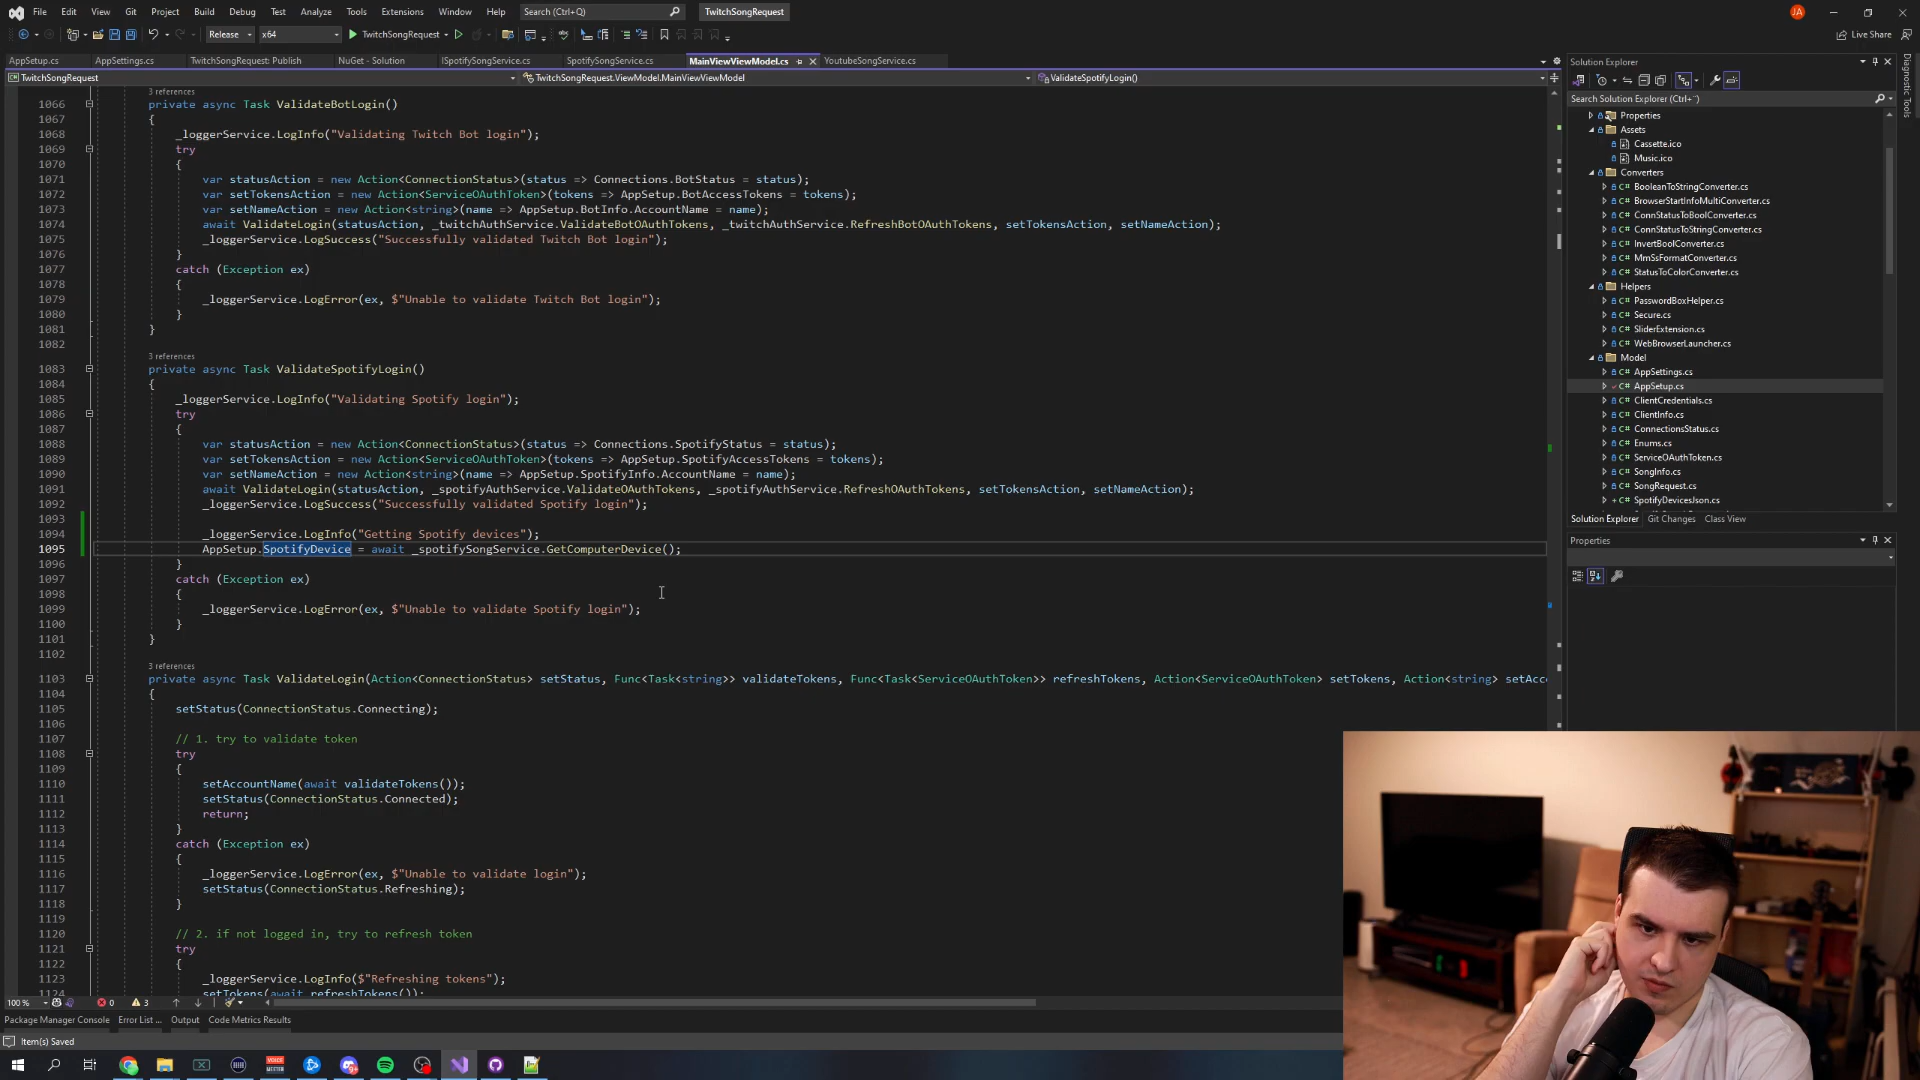 File Edit View Git Project Build Debug Test Analyze Tools Extensions Window Help Search (Ctrl+Q) TwitchSongRequest JA
Release x64 TwitchSongRequest Live Share
AppSetup.cs AppSettings.cs TwitchSongRequest: Publish NuGet - Solution ISpotifySongService.cs SpotifySongService.cs MainViewViewModel.cs YoutubeSongService.cs
TwitchSongRequest TwitchSongRequest.ViewModel.MainViewViewModel ValidateSpotifyLogin()
3 references
1066 private async Task ValidateBotLogin()
1067 {
1068 _loggerService.LogInfo("Validating Twitch Bot login");
1069 try
1070 {
1071 var statusAction = new Action<ConnectionStatus>(status => Connections.BotStatus = status);
1072 var setTokensAction = new Action<ServiceOAuthToken>(tokens => AppSetup.BotAccessTokens = tokens);
1073 var setNameAction = new Action<string>(name => AppSetup.BotInfo.AccountName = name);
1074 await ValidateLogin(statusAction, _twitchAuthService.ValidateBotOAuthTokens, _twitchAuthService.RefreshBotOAuthTokens, setTokensAction, setNameAction);
1075 _loggerService.LogSuccess("Successfully validated Twitch Bot login");
1076 }
1077 catch (Exception ex)
1078 {
1079 _loggerService.LogError(ex, $"Unable to validate Twitch Bot login");
1080 }
1081 }
1082
3 references
1083 private async Task ValidateSpotifyLogin()
1084 {
1085 _loggerService.LogInfo("Validating Spotify login");
1086 try
1087 {
1088 var statusAction = new Action<ConnectionStatus>(status => Connections.SpotifyStatus = status);
1089 var setTokensAction = new Action<ServiceOAuthToken>(tokens => AppSetup.SpotifyAccessTokens = tokens);
1090 var setNameAction = new Action<string>(name => AppSetup.SpotifyInfo.AccountName = name);
1091 await ValidateLogin(statusAction, _spotifyAuthService.ValidateOAuthTokens, _spotifyAuthService.RefreshOAuthTokens, setTokensAction, setNameAction);
1092 _loggerService.LogSuccess("Successfully validated Spotify login");
1093
1094 _loggerService.LogInfo("Getting Spotify devices");
1095 AppSetup.SpotifyDevice = await _spotifySongService.GetComputerDevice();
1096 }
1097 catch (Exception ex)
1098 {
1099 _loggerService.LogError(ex, $"Unable to validate Spotify login");
1100 }
1101 }
1102
3 references
1103 private async Task ValidateLogin(Action<ConnectionStatus> setStatus, Func<Task<string>> validateTokens, Func<Task<ServiceOAuthToken>> refreshTokens, Action<ServiceOAuthToken> setTokens, Action<string> setAcc
1104 {
1105 setStatus(ConnectionStatus.Connecting);
1106
1107 // 1. try to validate token
1108 try
1109 {
1110 setAccountName(await validateTokens());
1111 setStatus(ConnectionStatus.Connected);
1112 return;
1113 }
1114 catch (Exception ex)
1115 {
1116 _loggerService.LogError(ex, $"Unable to validate login");
1117 setStatus(ConnectionStatus.Refreshing);
1118 }
1119
1120 // 2. if not logged in, try to refresh token
1121 try
1122 {
1123 _loggerService.LogInfo($"Refreshing tokens");
1124 setTokens(await refreshTokens());
100 % 0 3
Package Manager Console Error List ... Output Code Metrics Results
Item(s) Saved
Solution Explorer
Search Solution Explorer (Ctrl+¨)
Properties
Assets
Cassette.ico
Music.ico
Converters
C# BooleanToStringConverter.cs
C# BrowserStartInfoMultiConverter.cs
C# ConnStatusToBoolConverter.cs
C# ConnStatusToStringConverter.cs
C# InvertBoolConverter.cs
C# MmSsFormatConverter.cs
C# StatusToColorConverter.cs
Helpers
C# PasswordBoxHelper.cs
C# Secure.cs
C# SliderExtension.cs
C# WebBrowserLauncher.cs
Model
C# AppSettings.cs
C# AppSetup.cs
C# ClientCredentials.cs
C# ClientInfo.cs
C# ConnectionsStatus.cs
C# Enums.cs
C# ServiceOAuthToken.cs
C# SongInfo.cs
C# SongRequest.cs
+ C# SpotifyDevicesJson.cs
Solution Explorer Git Changes Class View
Properties
Diagnostic Tools